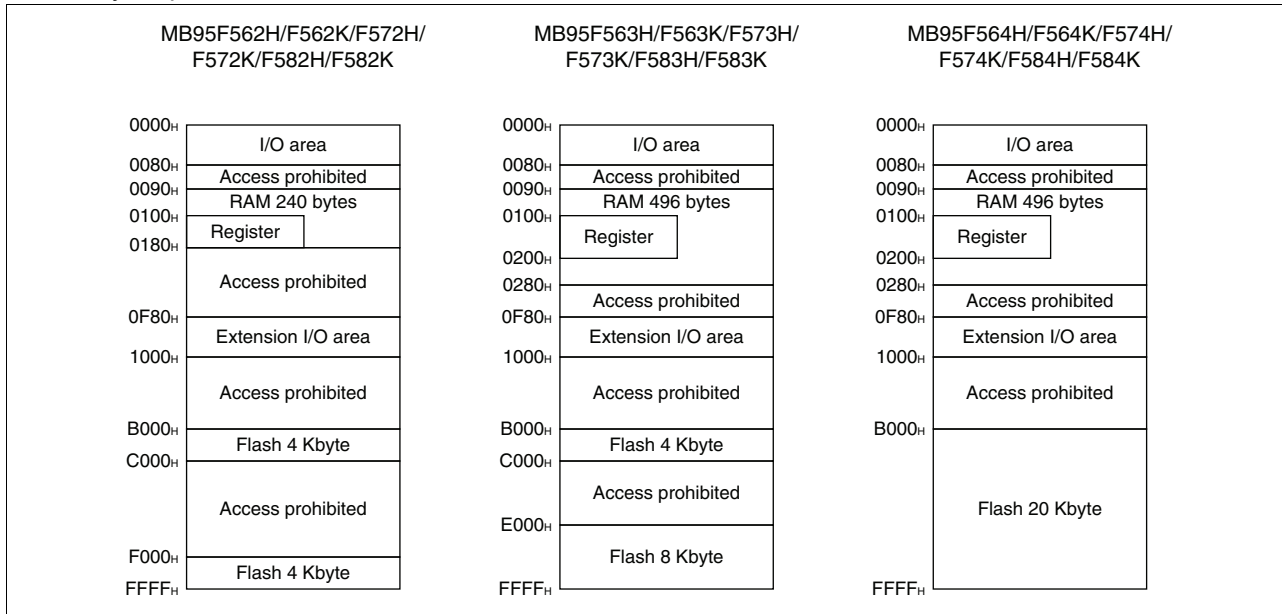 MB95F562H/F562K/F572H/
F572K/F582H/F582K
0000H
I/O area
0080H
Access prohibited
0090H
RAM 240 bytes
0100H
Register
0180H
Access prohibited
0F80H
Extension I/O area
1000H
Access prohibited
B000H
Flash 4 Kbyte
C000H
Access prohibited
F000H
Flash 4 Kbyte
FFFFH
MB95F563H/F563K/F573H/
F573K/F583H/F583K
0000H
I/O area
0080H
Access prohibited
0090H
RAM 496 bytes
0100H
Register
0200H
0280H
Access prohibited
0F80H
Extension I/O area
1000H
Access prohibited
B000H
Flash 4 Kbyte
C000H
Access prohibited
E000H
Flash 8 Kbyte
FFFFH
MB95F564H/F564K/F574H/
F574K/F584H/F584K
0000H
I/O area
0080H
Access prohibited
0090H
RAM 496 bytes
0100H
Register
0200H
0280H
Access prohibited
0F80H
Extension I/O area
1000H
Access prohibited
B000H
Flash 20 Kbyte
FFFFH